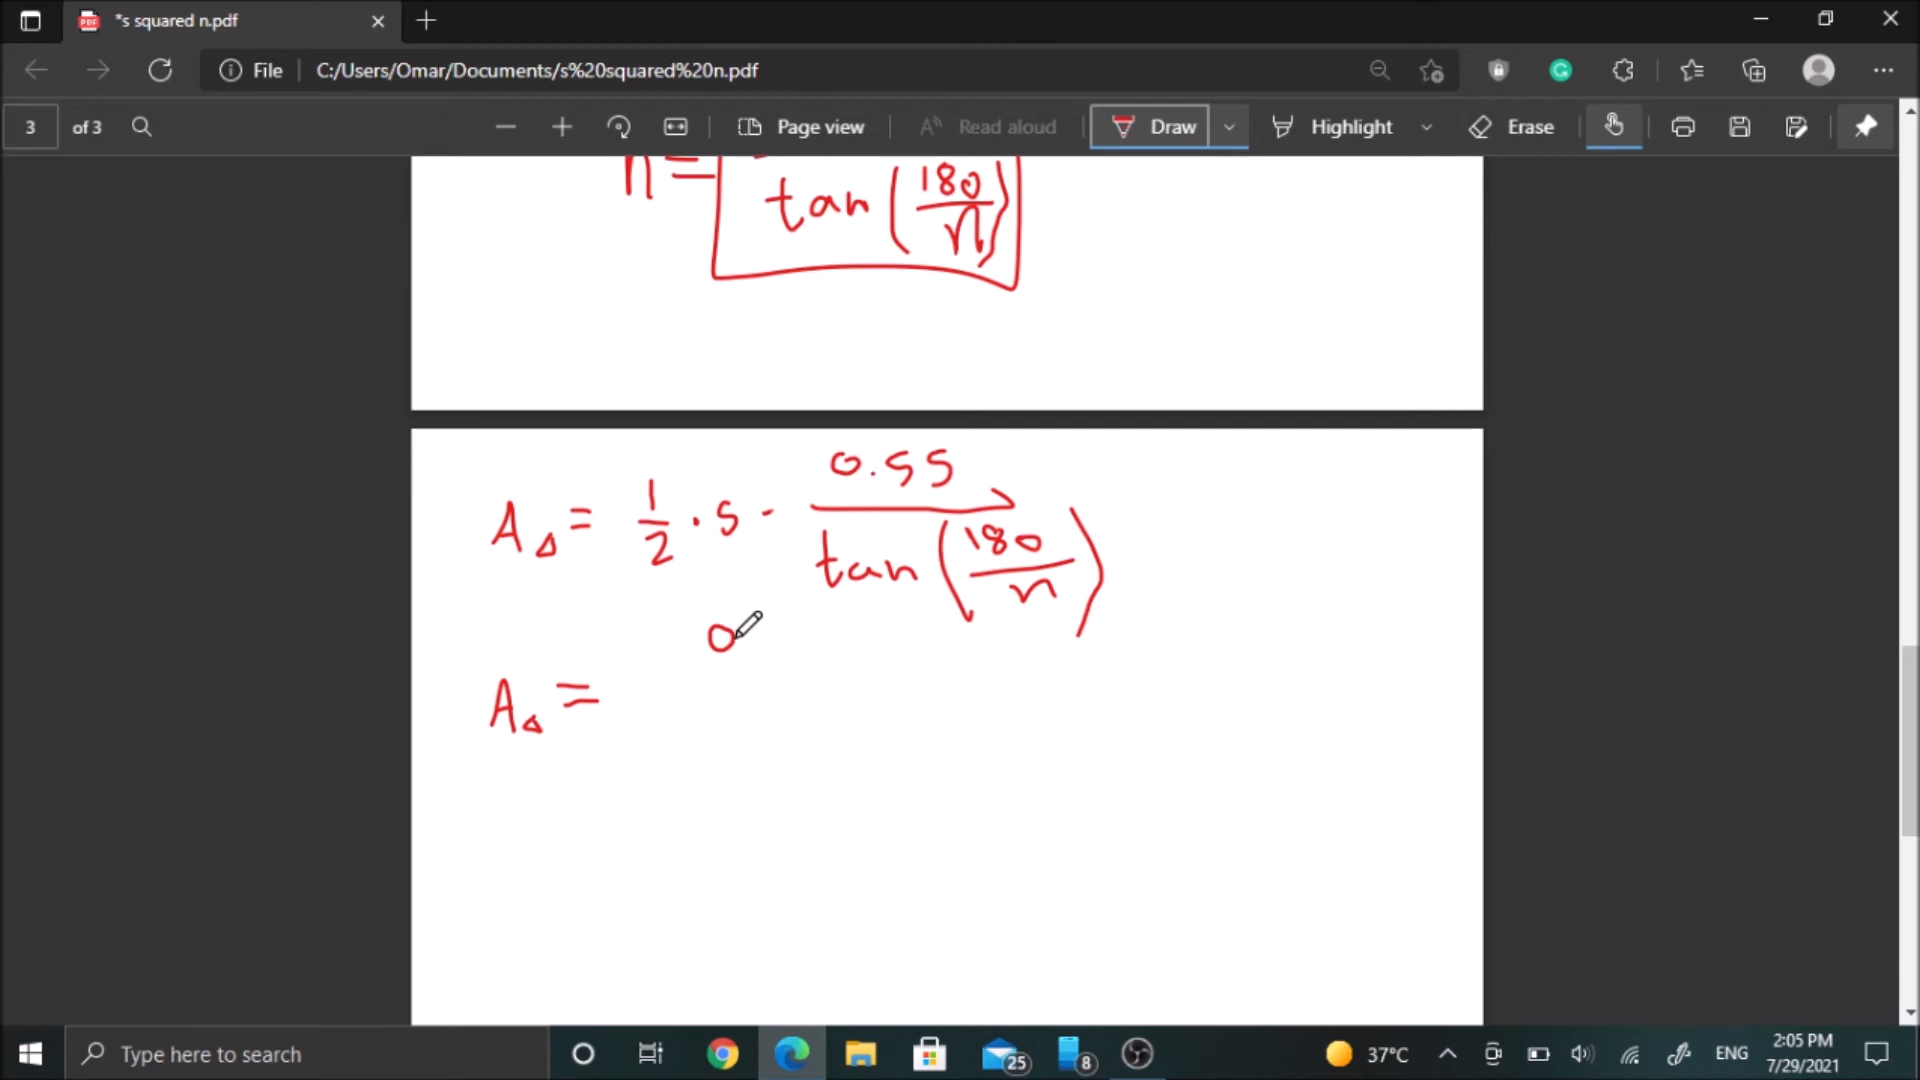 *s squared n.pdf
File C:/Users/Omar/Documents/s%20squared%20n.pdf
3 of 3 Page view Read aloud Draw Highlight Erase
h = tan(180/n)
A△ = 1/2 · s · 0.5s/tan(180/n)
0
A△ =
Type here to search 25 8 37°C ENG 2:05 PM
7/29/2021